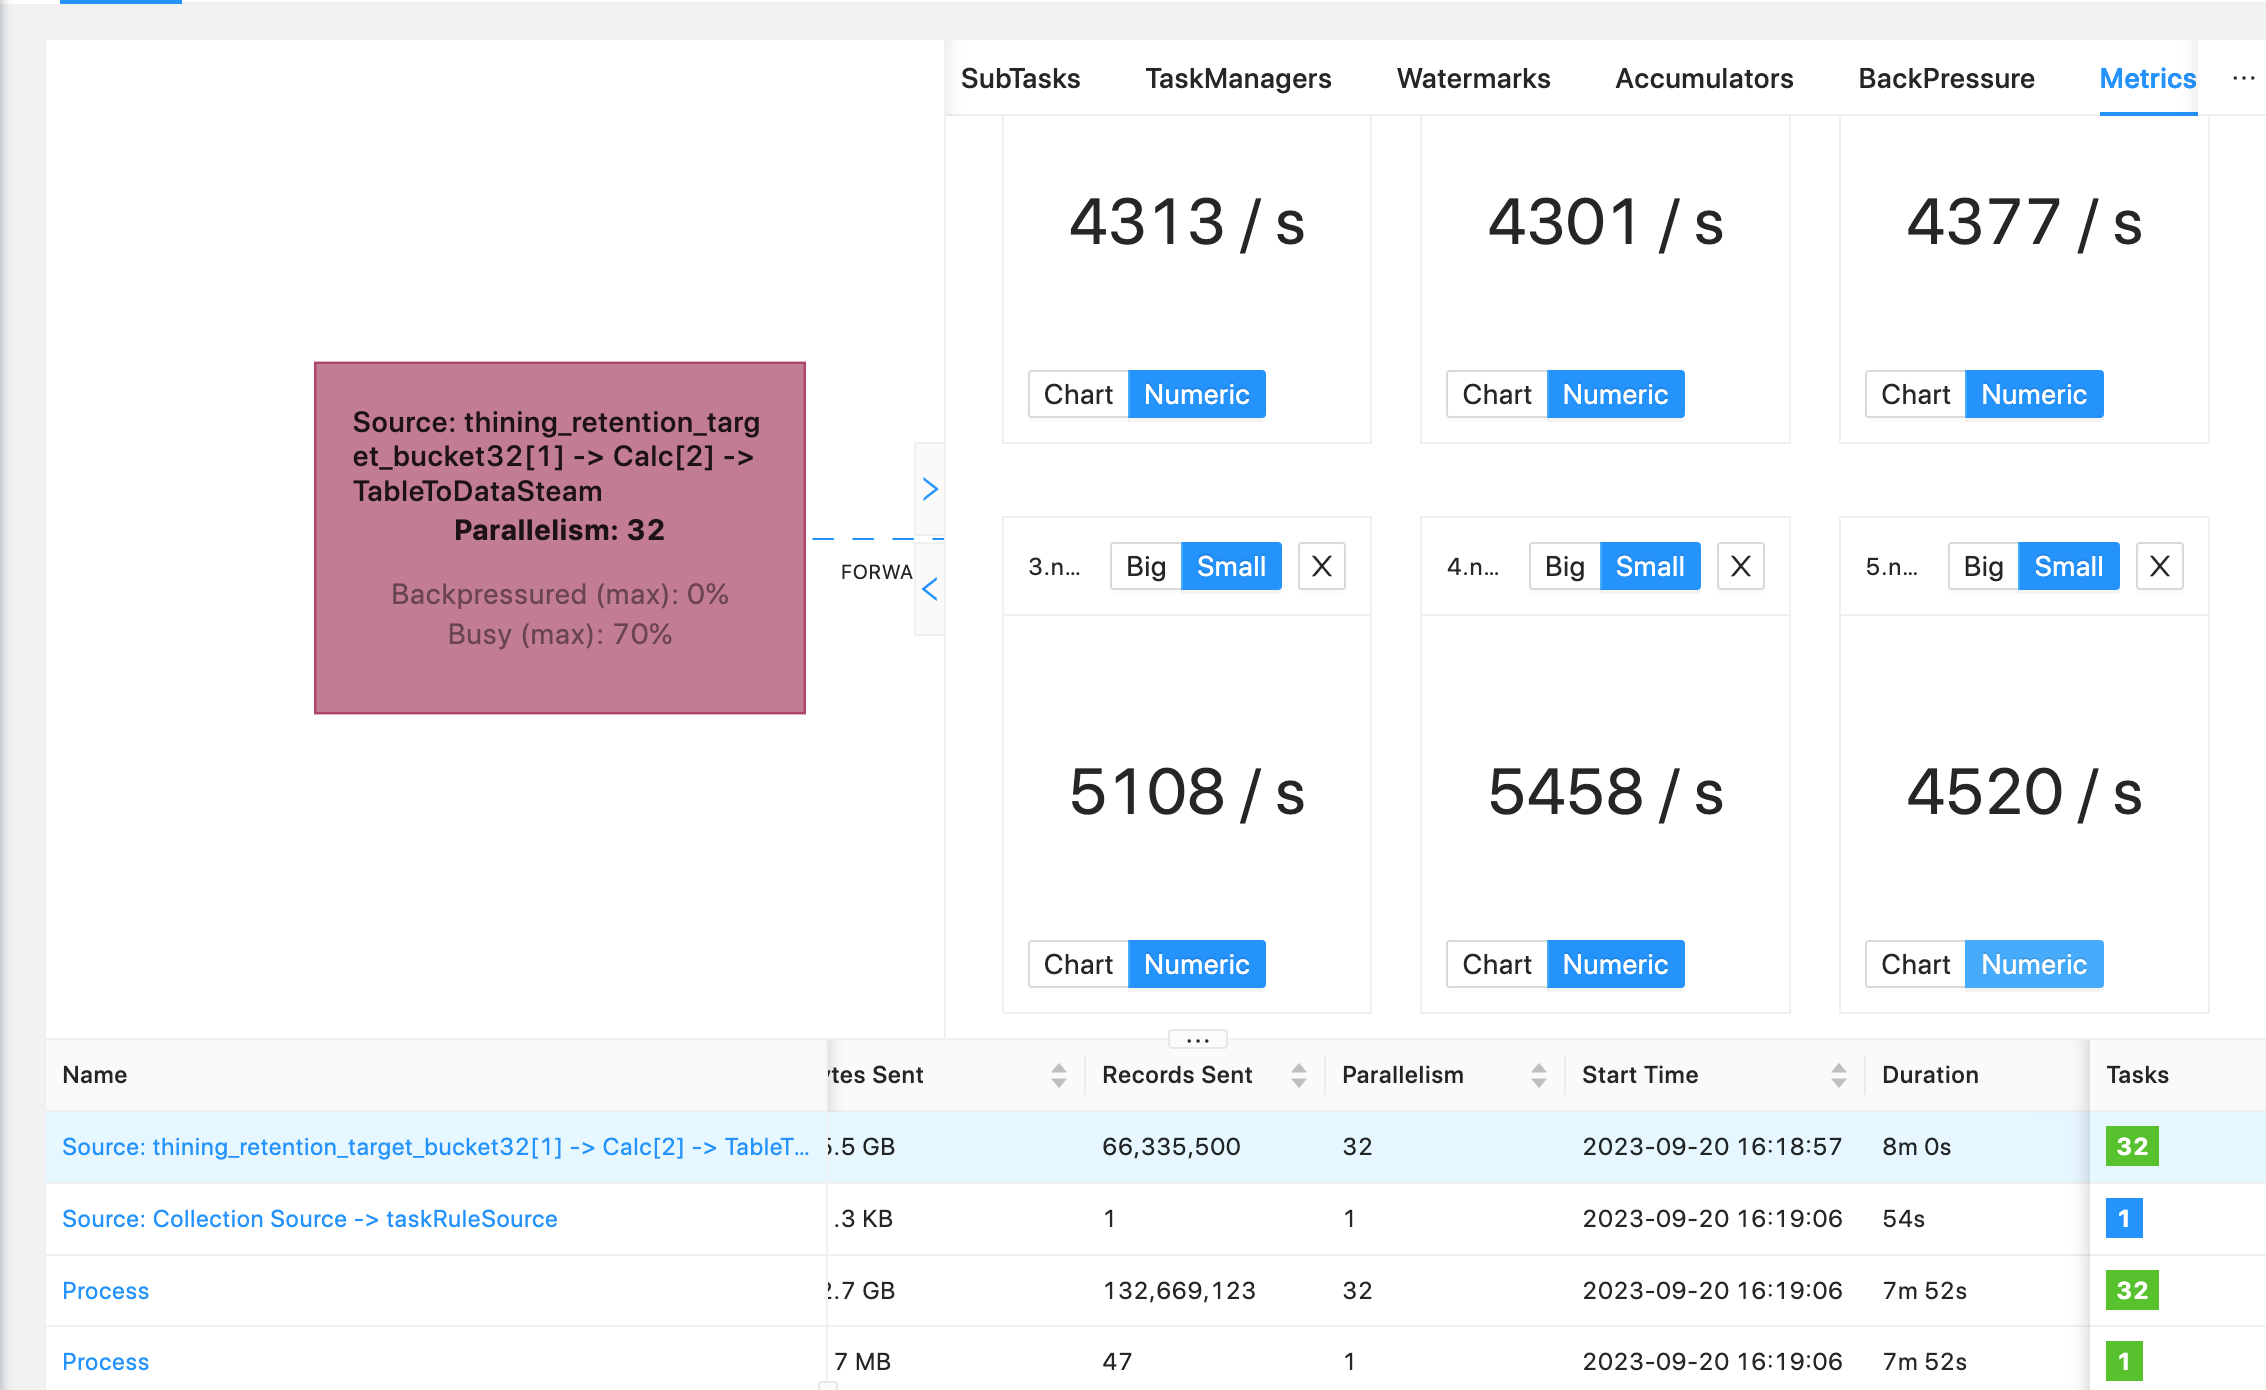 SubTasks TaskManagers Watermarks Accumulators BackPressure Metrics ...
4313 / s 4301 / s 4377 / s
Chart Numeric Chart Numeric Chart Numeric
Source: thining_retention_targ
et_bucket32[1] -> Calc[2] ->
TableToDataSteam
Parallelism: 32
Backpressured (max): 0%
Busy (max): 70%
FORWA
3.n... Big Small X 4.n... Big Small X 5.n... Big Small X
5108 / s 5458 / s 4520 / s
Chart Numeric Chart Numeric Chart Numeric
...
Name tes Sent Records Sent Parallelism Start Time Duration Tasks
Source: thining_retention_target_bucket32[1] -> Calc[2] -> TableT... .5 GB 66,335,500 32 2023-09-20 16:18:57 8m 0s 32
Source: Collection Source -> taskRuleSource .3 KB 1 1 2023-09-20 16:19:06 54s 1
Process .7 GB 132,669,123 32 2023-09-20 16:19:06 7m 52s 32
Process 7 MB 47 1 2023-09-20 16:19:06 7m 52s 1